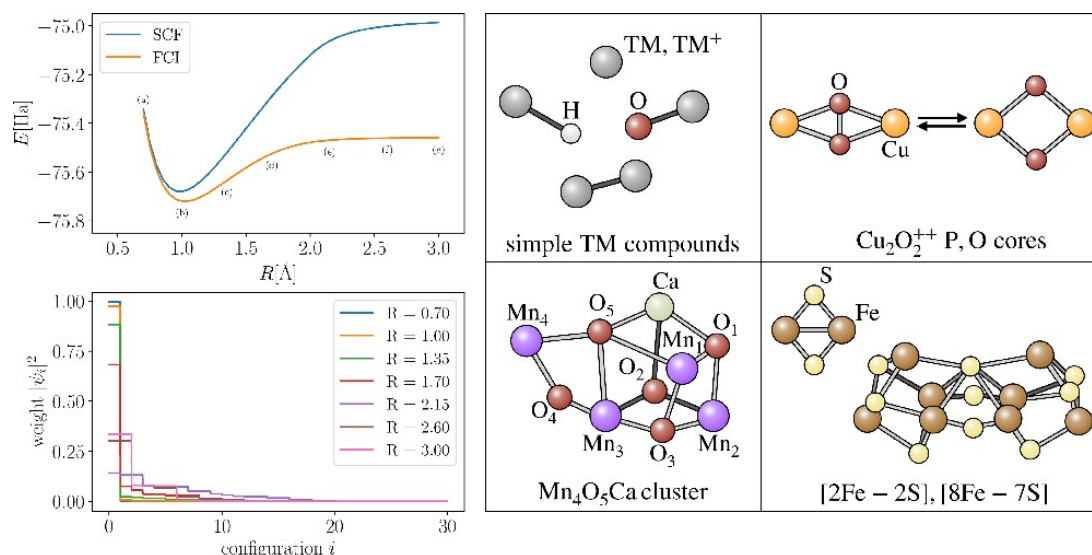 −75.0
−75.2
−75.4
−75.6
−75.8
E[Ha]
SCF
FCI
(a)
(b)
(c)
(d)
(e)
(f)
(g)
0.5 1.0 1.5 2.0 2.5 3.0
R[Å]
1.00
0.75
0.50
0.25
0.00
weight |ψᵢ|²
R = 0.70
R = 1.00
R = 1.35
R = 1.70
R = 2.15
R = 2.60
R = 3.00
0 10 20 30
configuration i
TM, TM⁺
H
O
simple TM compounds
O
Cu
Cu₂O₂⁺⁺ P, O cores
Ca
Mn₄
O₅
O₁
Mn₁
O₂
O₄
Mn₃
O₃
Mn₂
Mn₄O₅Ca cluster
S
Fe
[2Fe − 2S], [8Fe − 7S]